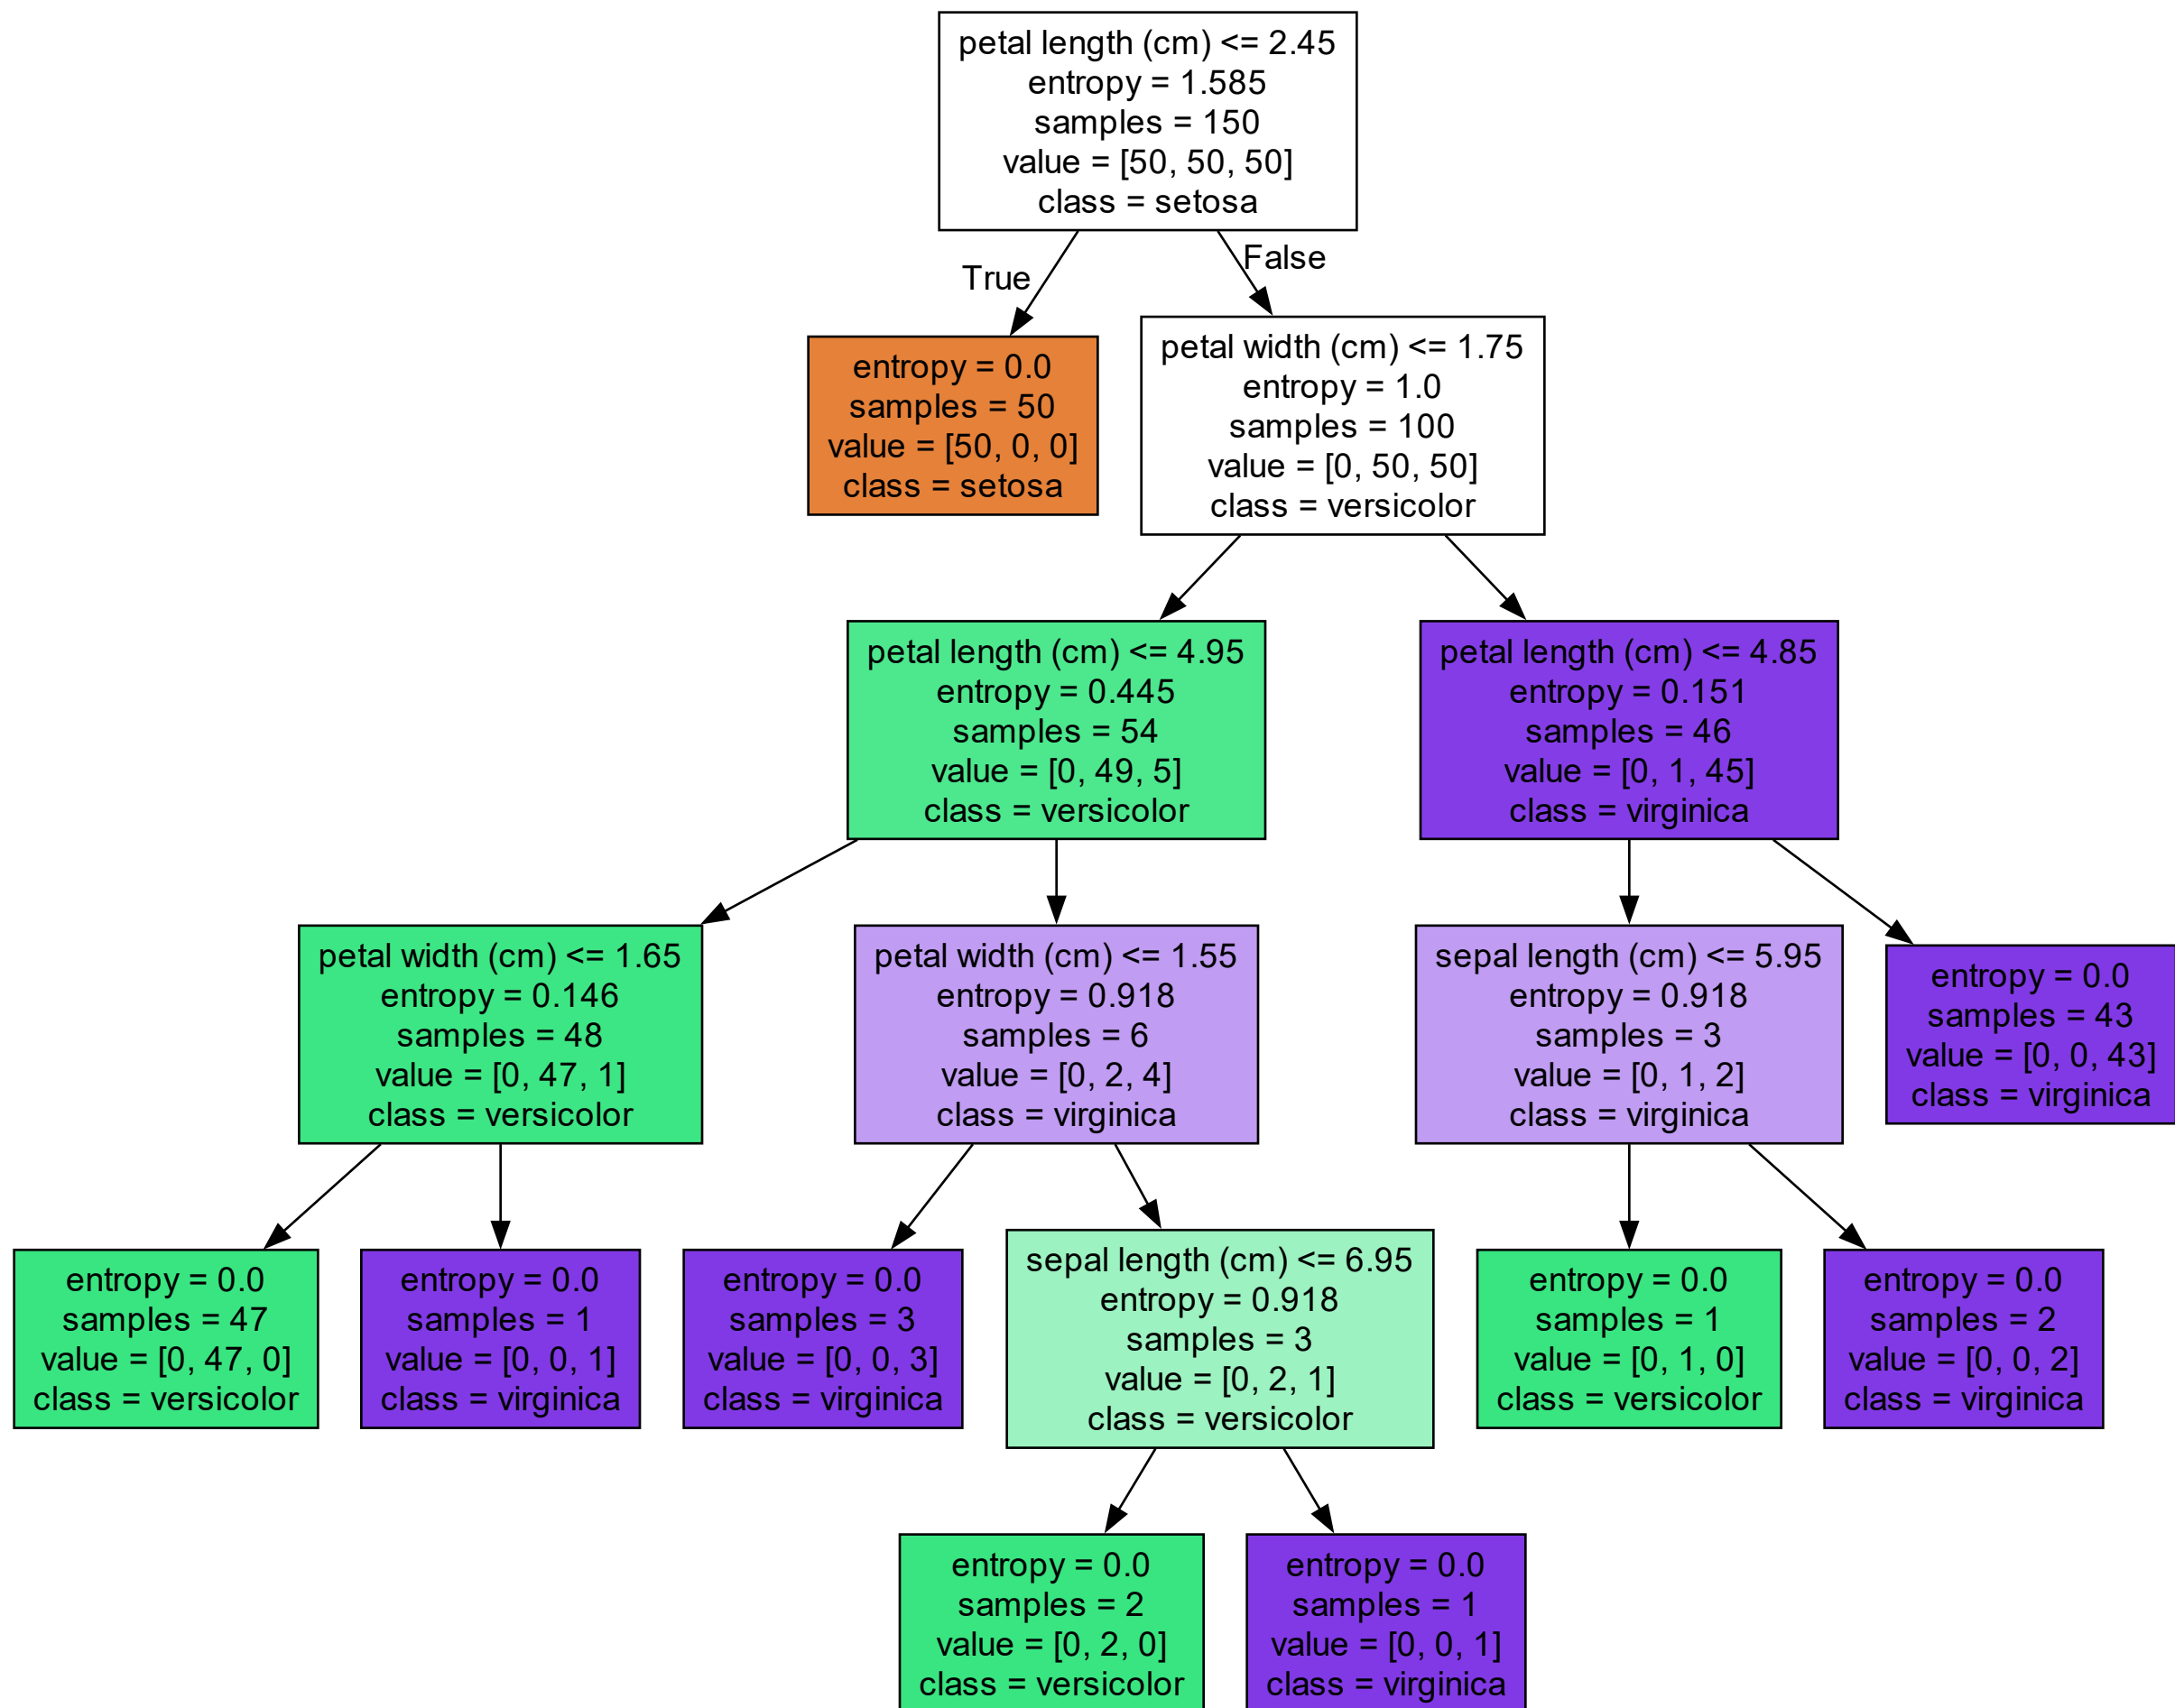 petal length (cm) <= 2.45
entropy = 1.585
samples = 150
value = [50, 50, 50]
class = setosa
True
False
entropy = 0.0
samples = 50
value = [50, 0, 0]
class = setosa
petal width (cm) <= 1.75
entropy = 1.0
samples = 100
value = [0, 50, 50]
class = versicolor
petal length (cm) <= 4.95
entropy = 0.445
samples = 54
value = [0, 49, 5]
class = versicolor
petal length (cm) <= 4.85
entropy = 0.151
samples = 46
value = [0, 1, 45]
class = virginica
petal width (cm) <= 1.65
entropy = 0.146
samples = 48
value = [0, 47, 1]
class = versicolor
petal width (cm) <= 1.55
entropy = 0.918
samples = 6
value = [0, 2, 4]
class = virginica
sepal length (cm) <= 5.95
entropy = 0.918
samples = 3
value = [0, 1, 2]
class = virginica
entropy = 0.0
samples = 43
value = [0, 0, 43]
class = virginica
entropy = 0.0
samples = 47
value = [0, 47, 0]
class = versicolor
entropy = 0.0
samples = 1
value = [0, 0, 1]
class = virginica
entropy = 0.0
samples = 3
value = [0, 0, 3]
class = virginica
sepal length (cm) <= 6.95
entropy = 0.918
samples = 3
value = [0, 2, 1]
class = versicolor
entropy = 0.0
samples = 1
value = [0, 1, 0]
class = versicolor
entropy = 0.0
samples = 2
value = [0, 0, 2]
class = virginica
entropy = 0.0
samples = 2
value = [0, 2, 0]
class = versicolor
entropy = 0.0
samples = 1
value = [0, 0, 1]
class = virginica